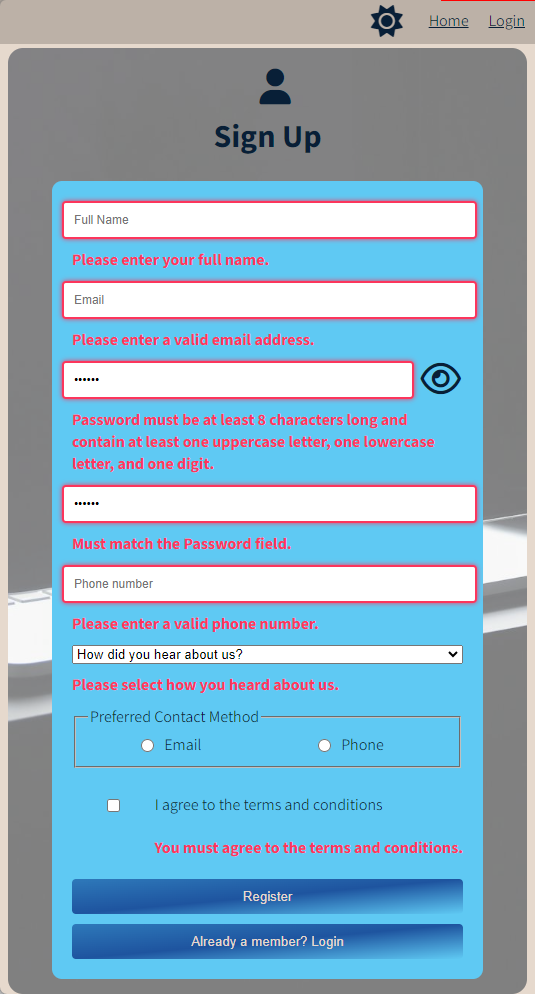 Home Login
Sign Up
Full Name
Please enter your full name.
Email
Please enter a valid email address.
••••••
Password must be at least 8 characters long and
contain at least one uppercase letter, one lowercase
letter, and one digit.
••••••
Must match the Password field.
Phone number
Please enter a valid phone number.
How did you hear about us?
Please select how you heard about us.
Preferred Contact Method
Email Phone
I agree to the terms and conditions
You must agree to the terms and conditions.
Register
Already a member? Login